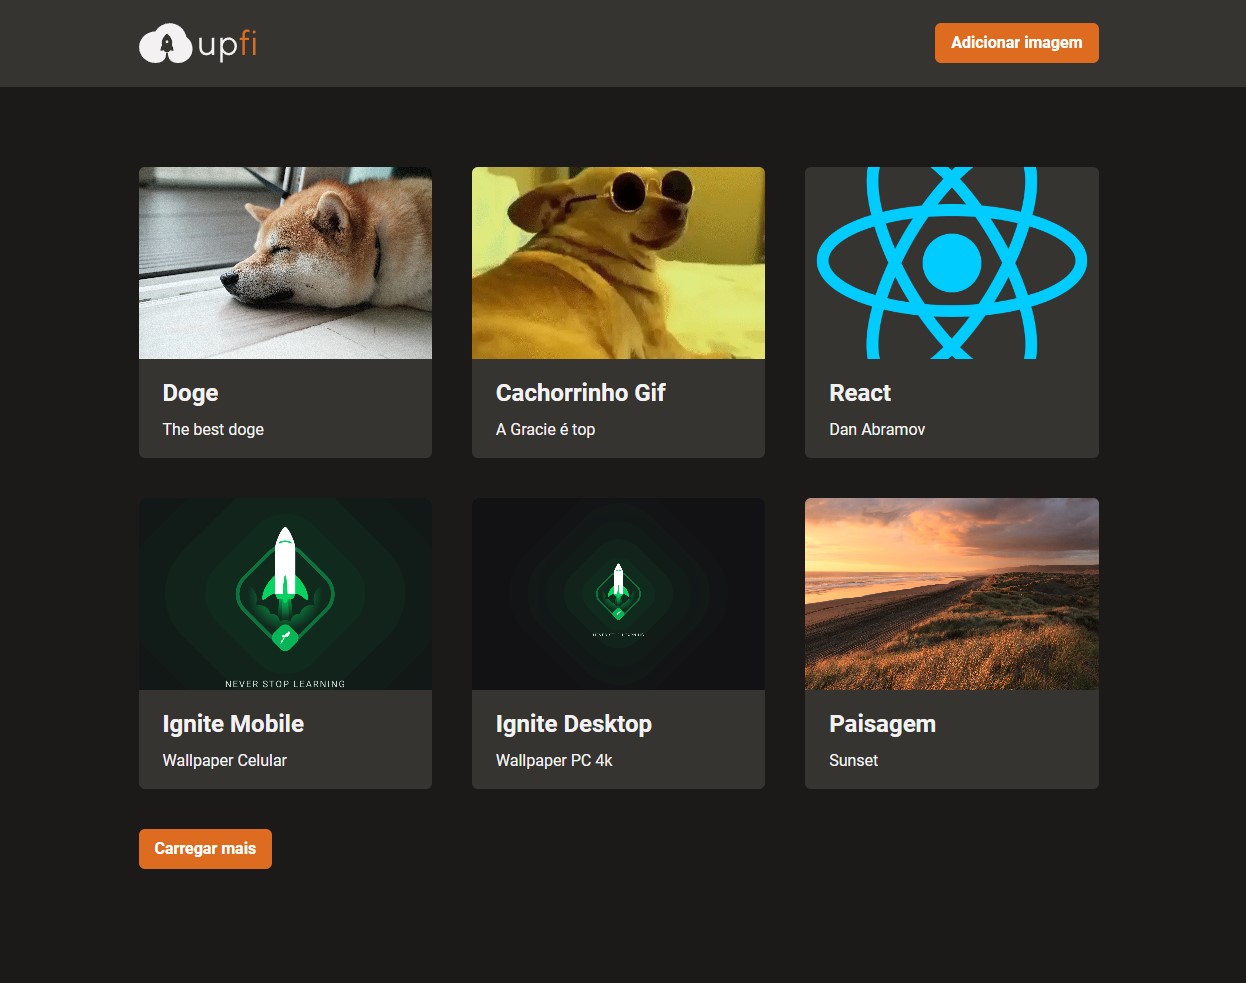 upfi
Adicionar imagem
Doge
The best doge
Cachorrinho Gif
A Gracie é top
React
Dan Abramov
NEVER STOP LEARNING
Ignite Mobile
Wallpaper Celular
Ignite Desktop
Wallpaper PC 4k
Paisagem
Sunset
Carregar mais